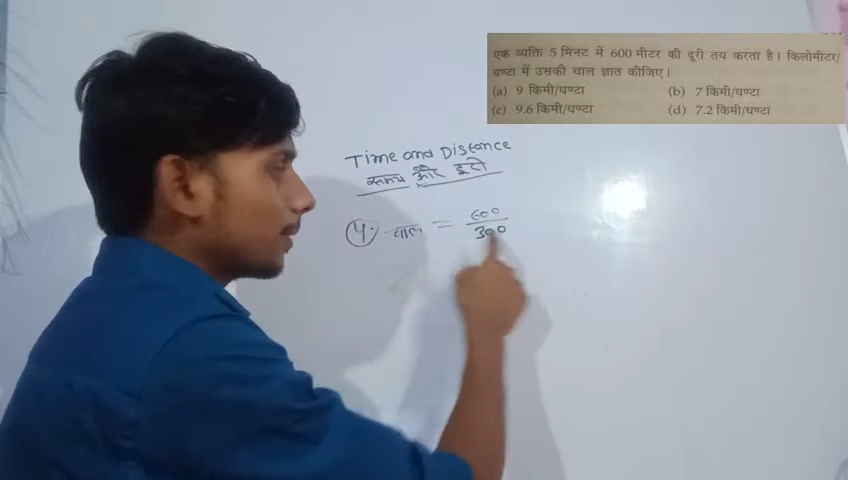 एक व्यक्ति 5 मिनट में 600 मीटर की दूरी तय करता है। किलोमीटर/
घण्टा में उसकी चाल ज्ञात कीजिए।
(a) 9 किमी/घण्टा (b) 7 किमी/घण्टा
(c) 9.6 किमी/घण्टा (d) 7.2 किमी/घण्टा
Time and Distance
समय और दूरी
4. चाल = 600
300